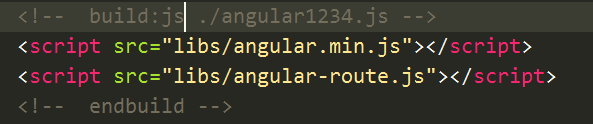 <!--  build:js ./angular1234.js -->
<script src="libs/angular.min.js"></script>
<script src="libs/angular-route.js"></script>
<!--  endbuild -->